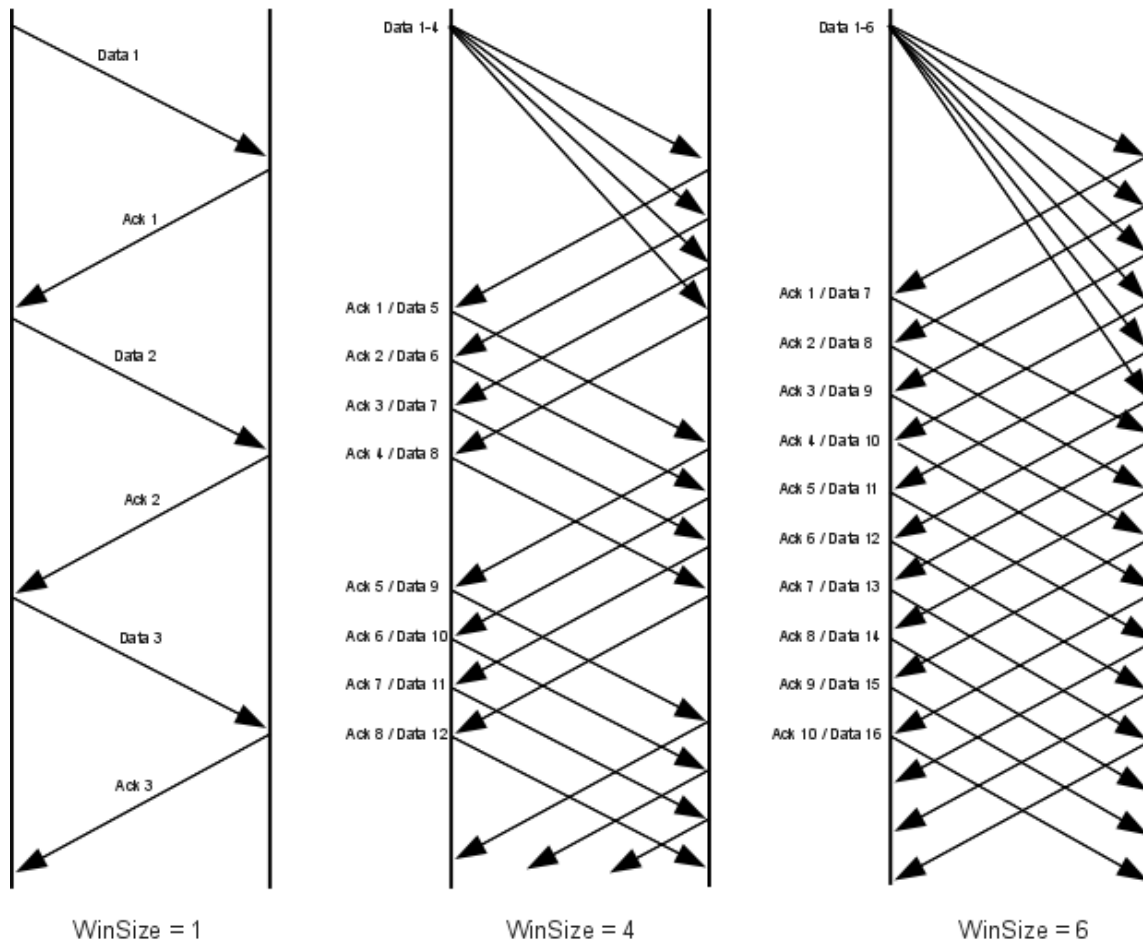 Data 1
Ack 1
Data 2
Ack 2
Data 3
Ack 3
WinSize = 1
Data 1-4
Ack 1 / Data 5
Ack 2 / Data 6
Ack 3 / Data 7
Ack 4 / Data 8
Ack 5 / Data 9
Ack 6 / Data 10
Ack 7 / Data 11
Ack 8 / Data 12
WinSize = 4
Data 1-6
Ack 1 / Data 7
Ack 2 / Data 8
Ack 3 / Data 9
Ack 4 / Data 10
Ack 5 / Data 11
Ack 6 / Data 12
Ack 7 / Data 13
Ack 8 / Data 14
Ack 9 / Data 15
Ack 10 / Data 16
WinSize = 6